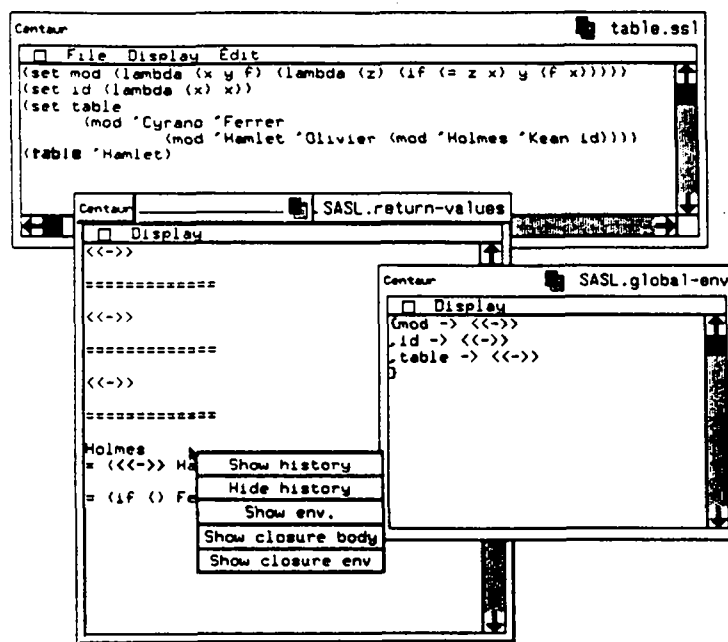 Centaur table.ssl
File Display Edit
(set mod (lambda (x y f) (lambda (z) (if (= z x) y (f x)))))
(set id (lambda (x) x))
(set table
(mod 'Cyrano 'Ferrer
(mod 'Hamlet 'Olivier (mod 'Holmes 'Kean id))))
(table 'Hamlet)
Centaur SASL.return-values
Display
<<->>
=============
<<->>
=============
<<->>
=============
Holmes
= (<<->> Ha
= (if () Fe
Show history
Hide history
Show env.
Show closure body
Show closure env
Centaur SASL.global-env
Display
{mod -> <<->>
,id -> <<->>
,table -> <<->>
}